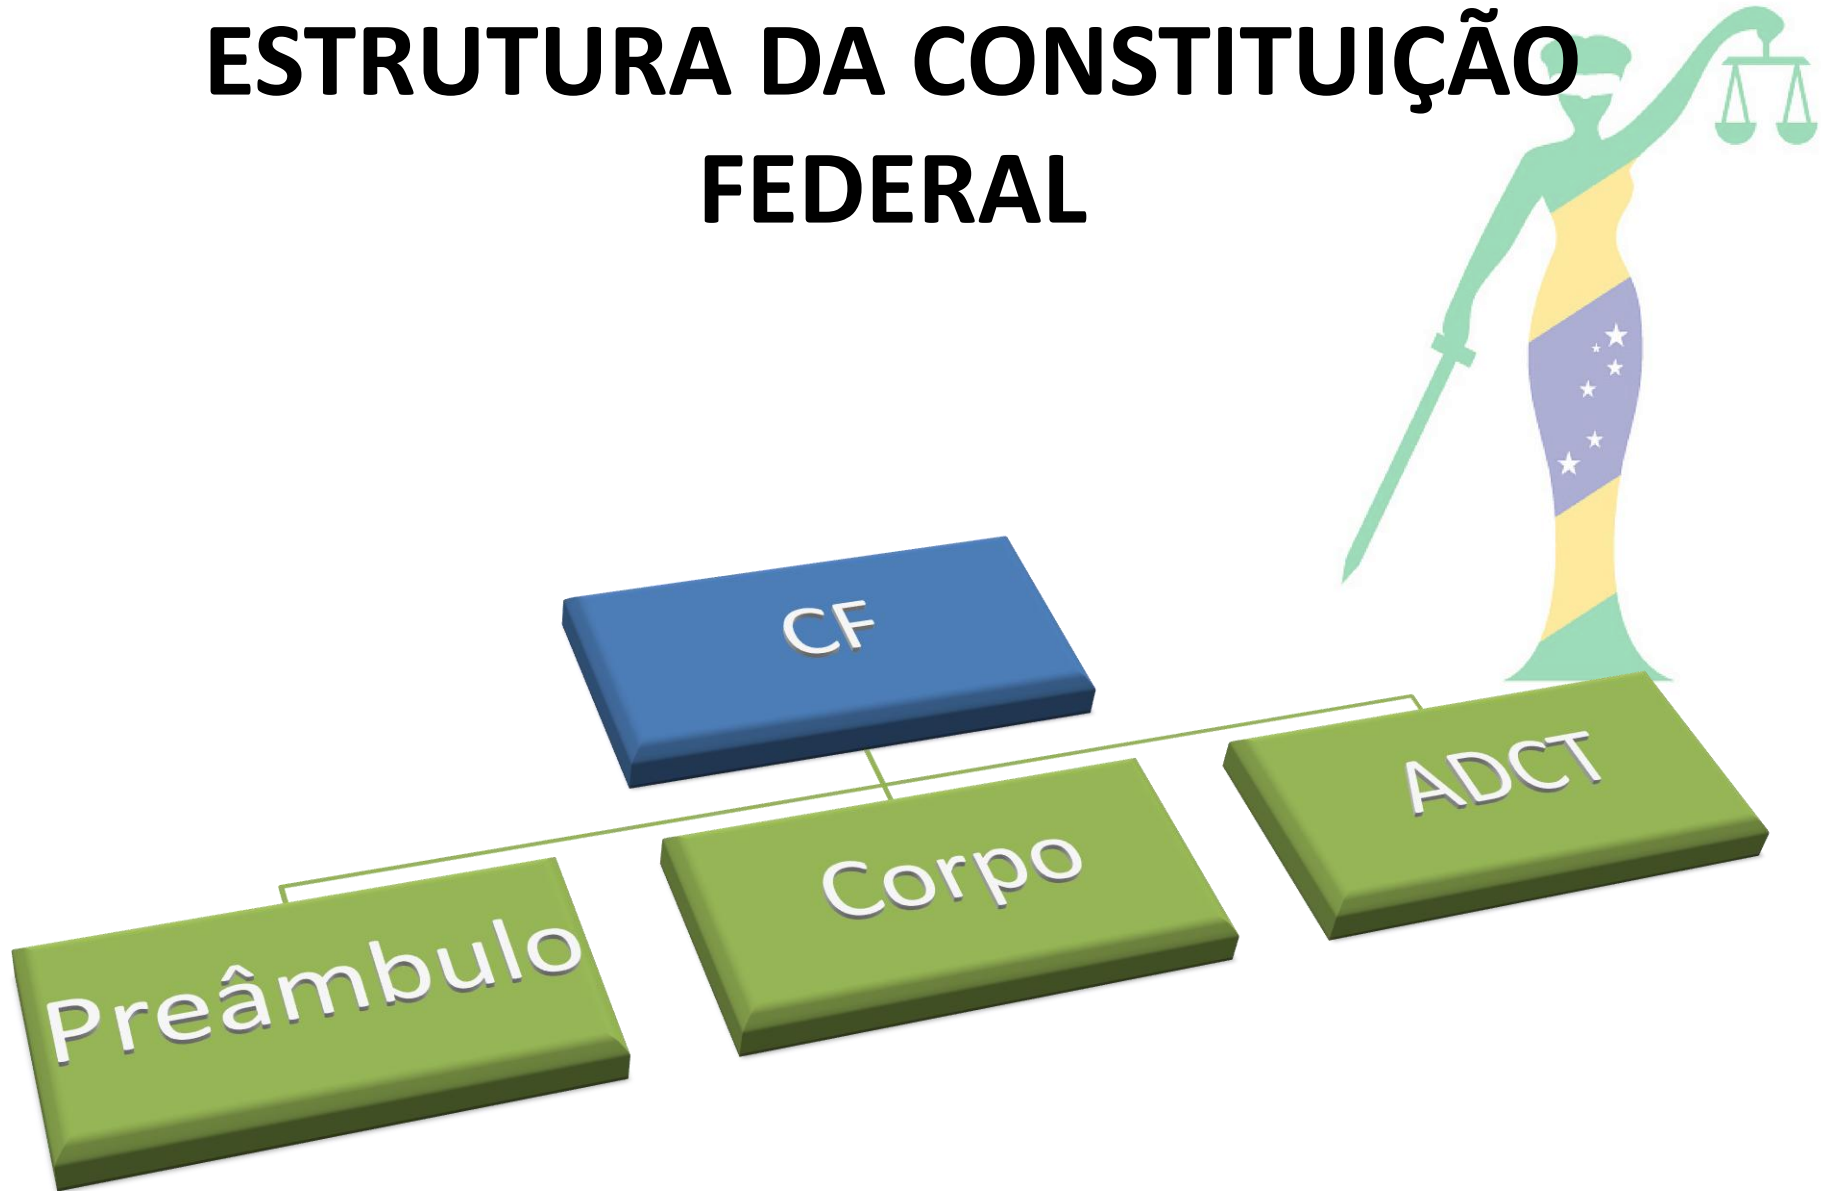 ESTRUTURA DA CONSTITUIÇÃO
FEDERAL
CF
Preâmbulo
Corpo
ADCT